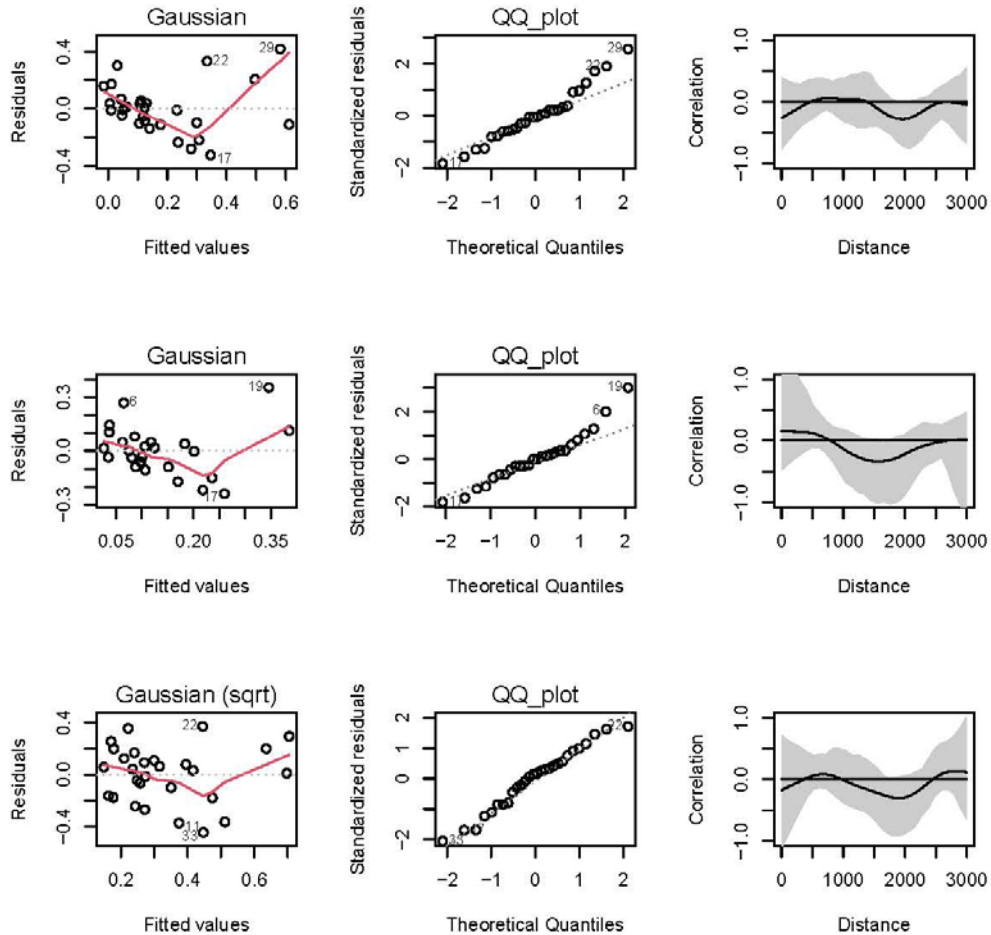 Gaussian
Residuals
0.4
0.0
−0.4
29
22
17
0.0 0.2 0.4 0.6
Fitted values
QQ_plot
Standardized residuals
2
0
−2
29
22
17
−2 −1 0 1 2
Theoretical Quantiles
Correlation
1.0
0.0
−1.0
0 1000 2000 3000
Distance
Gaussian
Residuals
0.3
0.0
−0.3
19
6
17
0.05 0.20 0.35
Fitted values
QQ_plot
Standardized residuals
2
0
−2
19
6
17
−2 −1 0 1 2
Theoretical Quantiles
Correlation
1.0
0.0
−1.0
0 1000 2000 3000
Distance
Gaussian (sqrt)
Residuals
0.4
0.0
−0.4
22
11
33
0.2 0.4 0.6
Fitted values
QQ_plot
Standardized residuals
2
1
0
−2
22
33
−2 −1 0 1 2
Theoretical Quantiles
Correlation
1.0
0.0
−1.0
0 1000 2000 3000
Distance